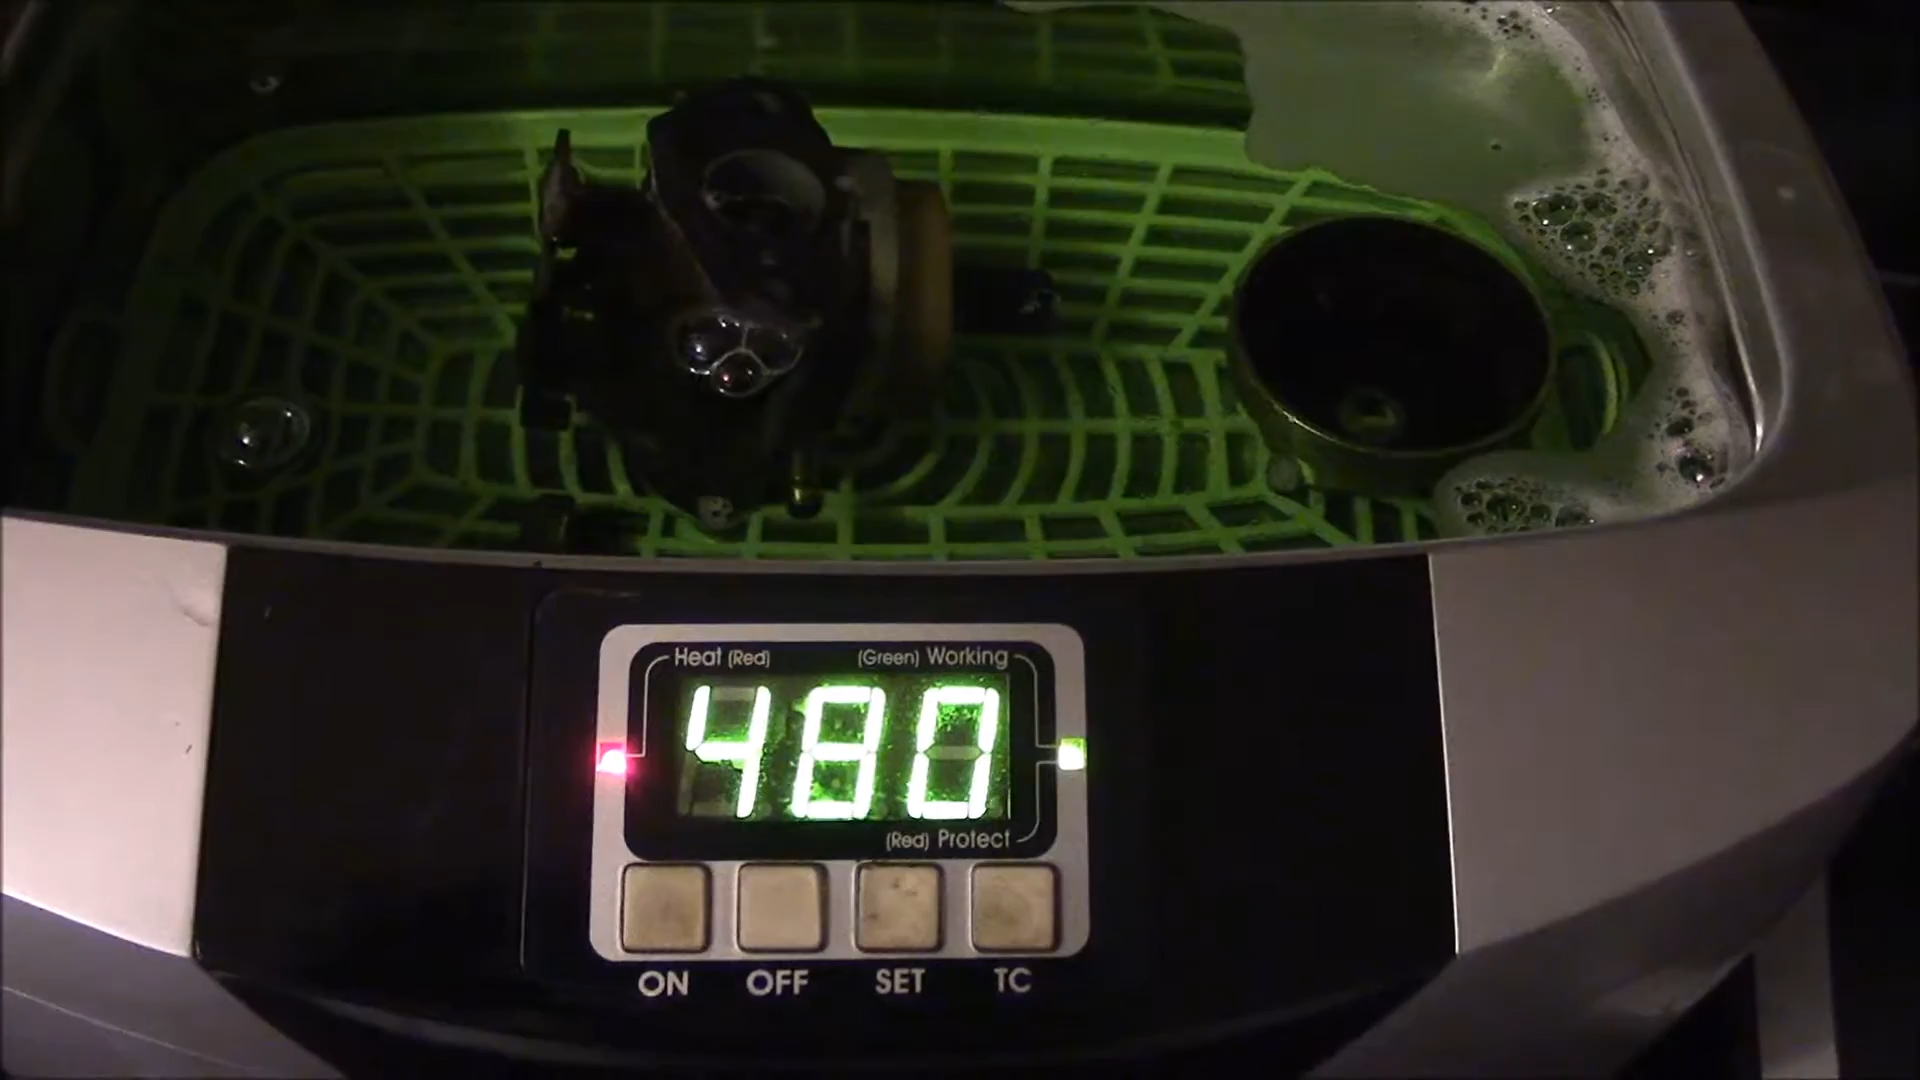 Heat (Red) (Green) Working
480
(Red) Protect
ON OFF SET TC